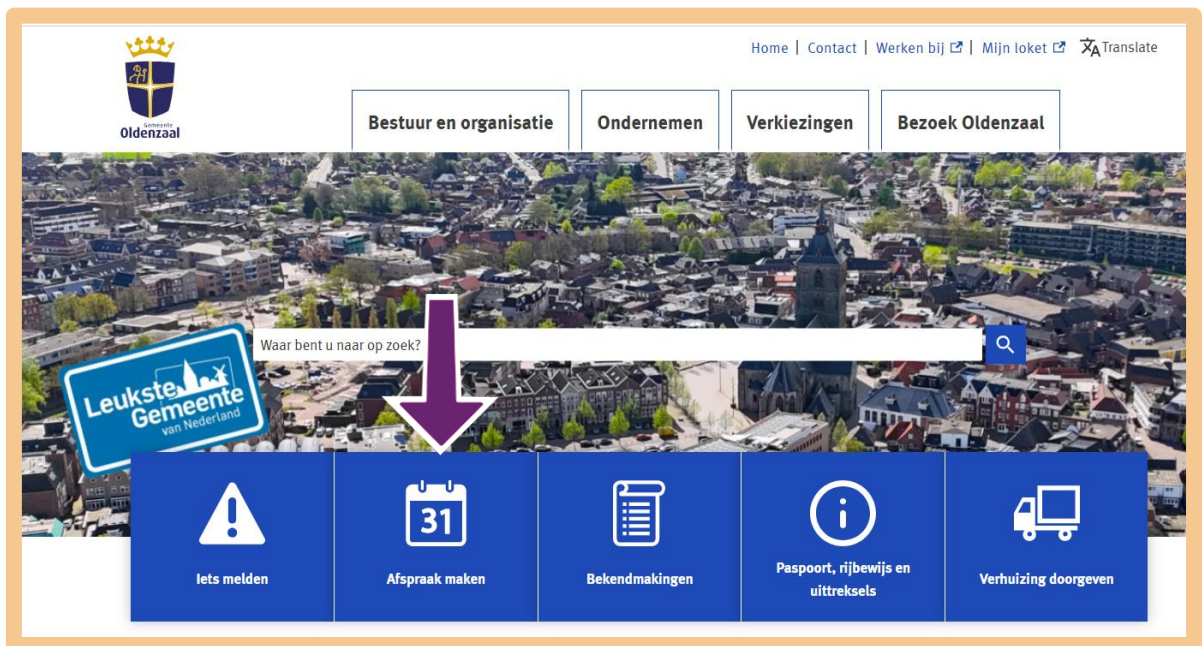 Home | Contact | Werken bij | Mijn loket Translate
Gemeente
Oldenzaal
Bestuur en organisatie
Ondernemen
Verkiezingen
Bezoek Oldenzaal
Waar bent u naar op zoek?
Leukste
Gemeente
van Nederland
31
Iets melden
Afspraak maken
Bekendmakingen
Paspoort, rijbewijs en
uittreksels
Verhuizing doorgeven